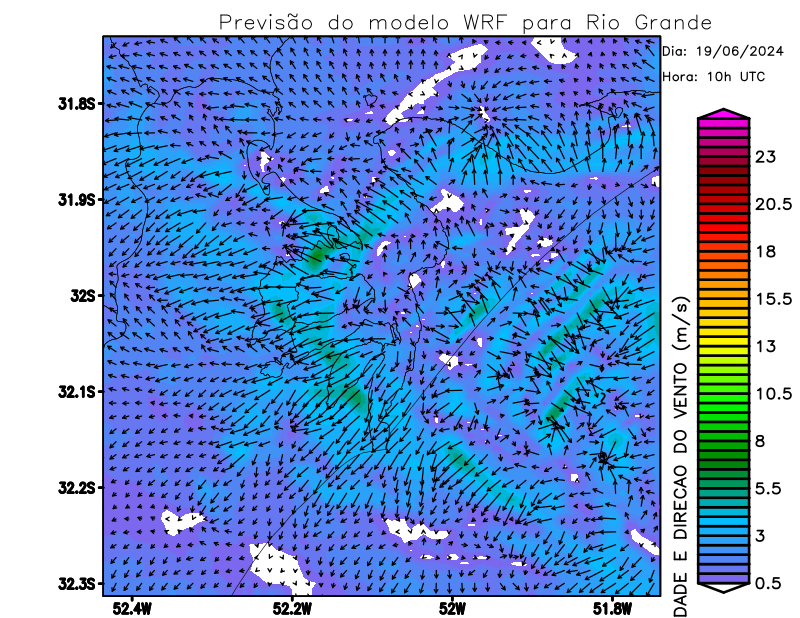 Previsão do modelo WRF para Rio Grande
Dia: 19/06/2024
Hora: 10h UTC
31.8S
31.9S
32S
32.1S
32.2S
32.3S
52.4W
52.2W
52W
51.8W
23
20.5
18
15.5
13
10.5
8
5.5
3
0.5
DADE E DIRECAO DO VENTO (m/s)